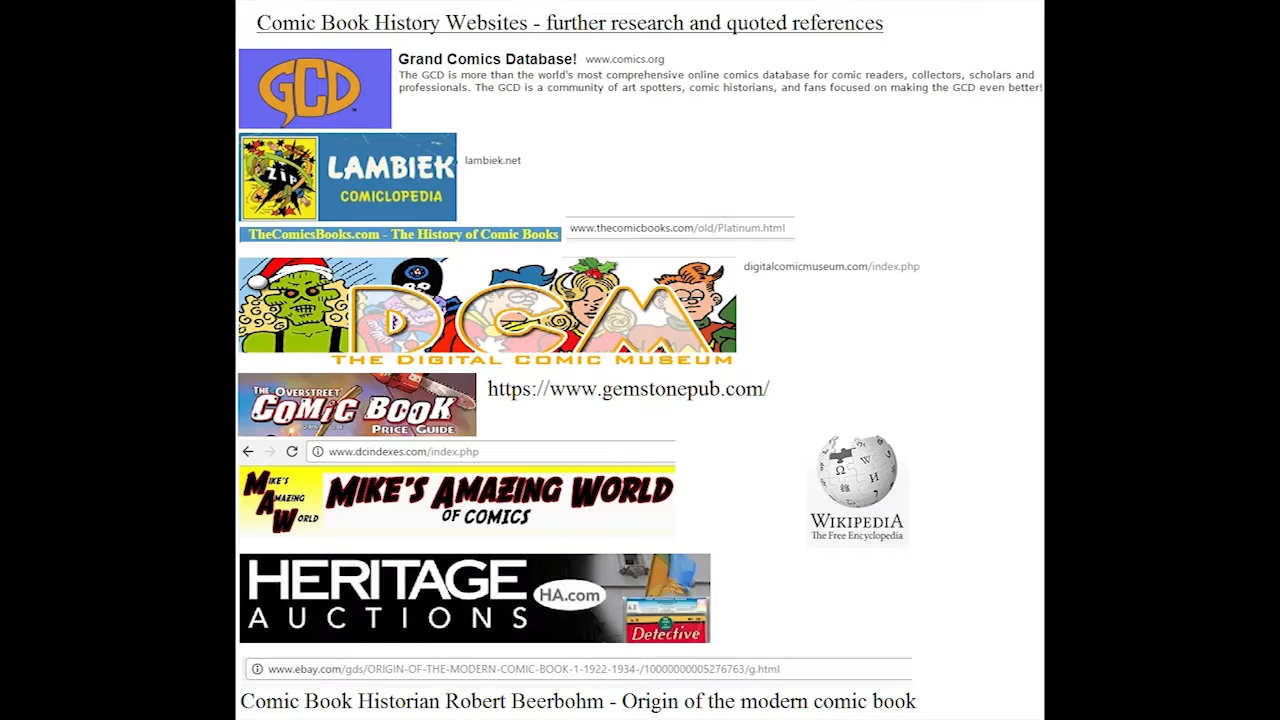 Comic Book History Websites - further research and quoted references
GCD
Grand Comics Database! www.comics.org
The GCD is more than the world's most comprehensive online comics database for comic readers, collectors, scholars and
professionals. The GCD is a community of art spotters, comic historians, and fans focused on making the GCD even better!
ZIP
LAMBIEK
COMICLOPEDIA
lambiek.net
TheComicsBooks.com - The History of Comic Books
www.thecomicbooks.com/old/Platinum.html
digitalcomicmuseum.com/index.php
DCM
THE DIGITAL COMIC MUSEUM
THE OVERSTREET
COMIC BOOK
PRICE GUIDE
https://www.gemstonepub.com/
www.dcindexes.com/index.php
MIKE'S
AMAZING
WORLD
MIKE'S AMAZING WORLD
OF COMICS
WIKIPEDIA
The Free Encyclopedia
HERITAGE
AUCTIONS
HA.com
Detective
www.ebay.com/gds/ORIGIN-OF-THE-MODERN-COMIC-BOOK-1-1922-1934-/10000000005276763/g.html
Comic Book Historian Robert Beerbohm - Origin of the modern comic book